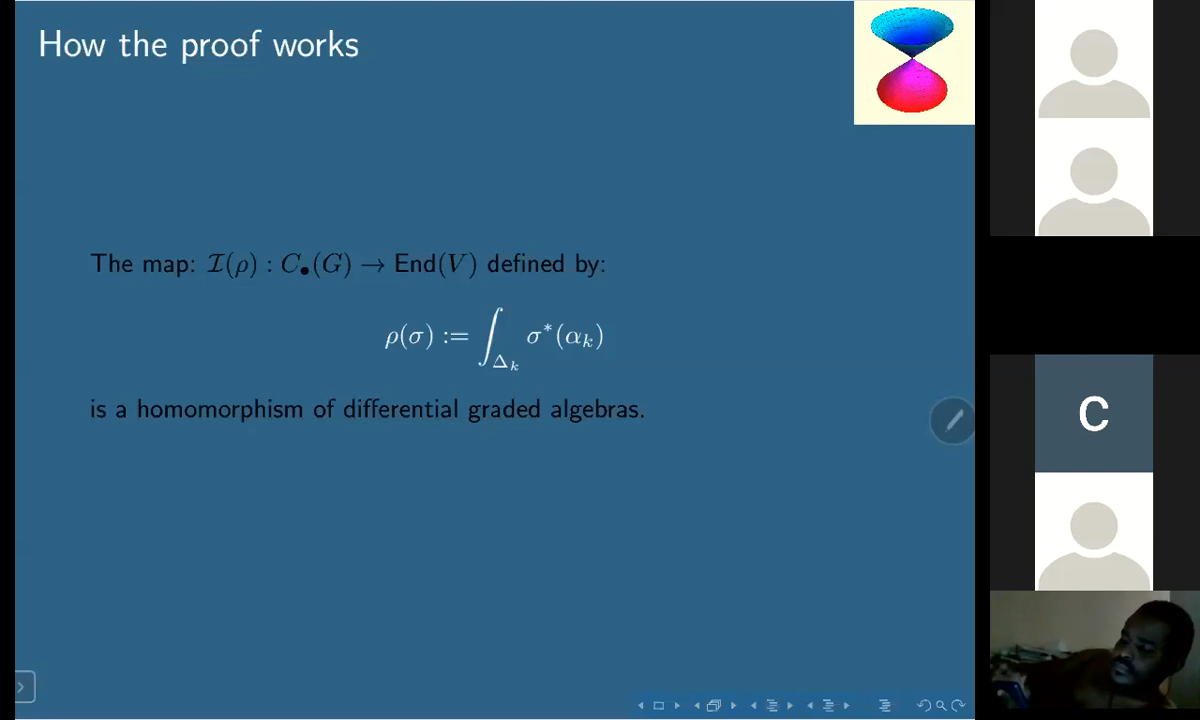 How the proof works
The map: 𝓘(ρ) : C•(G) → End(V) defined by:
ρ(σ) := ∫_{Δ_k} σ*(α_k)
is a homomorphism of differential graded algebras.
C